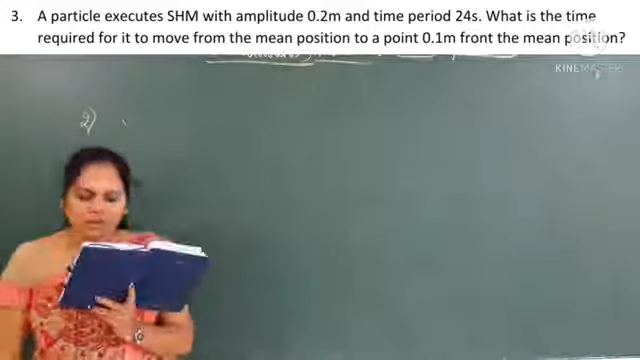 3. A particle executes SHM with amplitude 0.2m and time period 24s. What is the time
required for it to move from the mean position to a point 0.1m front the mean position?
KINEMASTER
2)